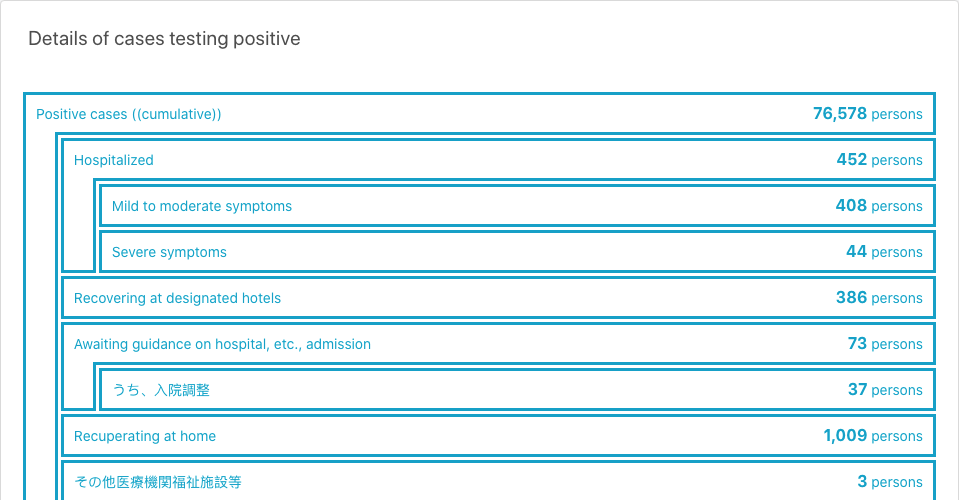 Details of cases testing positive
Positive cases ((cumulative)) 76,578 persons
Hospitalized 452 persons
Mild to moderate symptoms 408 persons
Severe symptoms 44 persons
Recovering at designated hotels 386 persons
Awaiting guidance on hospital, etc., admission 73 persons
うち、入院調整 37 persons
Recuperating at home 1,009 persons
その他医療機関福祉施設等 3 persons